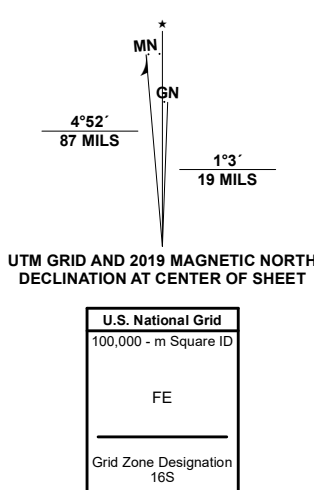 ★
MN
GN
4°52´
87 MILS
1°3´
19 MILS
UTM GRID AND 2019 MAGNETIC NORTH
DECLINATION AT CENTER OF SHEET
U.S. National Grid
100,000 - m Square ID
FE
Grid Zone Designation
16S